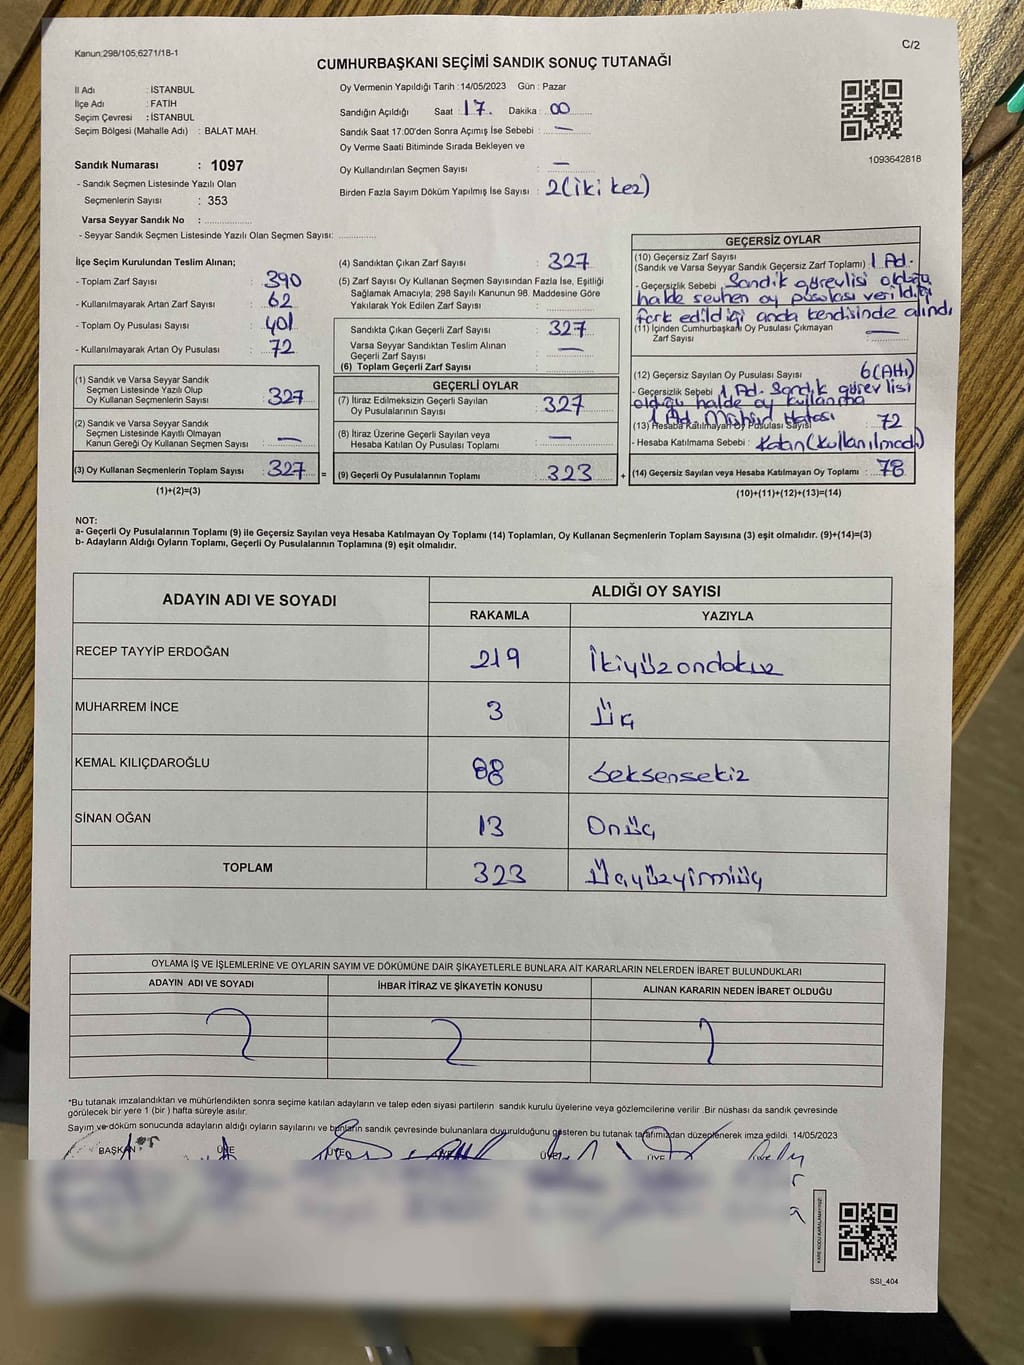 Kanun:298/105;6271/18-1
C/2
CUMHURBAŞKANI SEÇİMİ SANDIK SONUÇ TUTANAĞI
İl Adı : İSTANBUL
İlçe Adı : FATİH
Seçim Çevresi : İSTANBUL
Seçim Bölgesi (Mahalle Adı) : BALAT MAH.
Sandık Numarası : 1097
- Sandık Seçmen Listesinde Yazılı Olan
Seçmenlerin Sayısı : 353
Varsa Seyyar Sandık No :
- Seyyar Sandık Seçmen Listesinde Yazılı Olan Seçmen Sayısı:
Oy Vermenin Yapıldığı Tarih :14/05/2023 Gün : Pazar
Sandığın Açıldığı Saat : 17. Dakika : 00
Sandık Saat 17:00'den Sonra Açımış İse Sebebi : —
Oy Verme Saati Bitiminde Sırada Bekleyen ve
Oy Kullandırılan Seçmen Sayısı : —
Birden Fazla Sayım Döküm Yapılmış İse Sayısı : 2(iki kez)
1093642818
İlçe Seçim Kurulundan Teslim Alınan;
- Toplam Zarf Sayısı : 390
- Kullanılmayarak Artan Zarf Sayısı : 62
- Toplam Oy Pusulası Sayısı : 401
- Kullanılmayarak Artan Oy Pusulası : 72
(1) Sandık ve Varsa Seyyar Sandık
Seçmen Listesinde Yazılı Olup
Oy Kullanan Seçmenlerin Sayısı : 327
(2) Sandık ve Varsa Seyyar Sandık
Seçmen Listesinde Kayıtlı Olmayan
Kanun Gereği Oy Kullanan Seçmen Sayısı : —
(3) Oy Kullanan Seçmenlerin Toplam Sayısı : 327 =
(1)+(2)=(3)
(4) Sandıktan Çıkan Zarf Sayısı : 327
(5) Zarf Sayısı Oy Kullanan Seçmen Sayısından Fazla İse, Eşitliği
Sağlamak Amacıyla; 298 Sayılı Kanunun 98. Maddesine Göre
Yakılarak Yok Edilen Zarf Sayısı :
Sandıkta Çıkan Geçerli Zarf Sayısı : 327
Varsa Seyyar Sandıktan Teslim Alınan
Geçerli Zarf Sayısı : —
(6) Toplam Geçerli Zarf Sayısı :
GEÇERLİ OYLAR
(7) İtiraz Edilmeksizin Geçerli Sayılan
Oy Pusulalarının Sayısı : 327
(8) İtiraz Üzerine Geçerli Sayılan veya
Hesaba Katılan Oy Pusulası Toplamı : —
(9) Geçerli Oy Pusulalarının Toplamı : 323 +
GEÇERSİZ OYLAR
(10) Geçersiz Zarf Sayısı
(Sandık ve Varsa Seyyar Sandık Geçersiz Zarf Toplamı) : 1 Ad.
- Geçersizlik Sebebi : Sandık görevlisi olduğu
halde sehven oy pusulası verildiği
fark edildiği anda kendisinde alındı
(11) İçinden Cumhurbaşkanı Oy Pusulası Çıkmayan
Zarf Sayısı : —
(12) Geçersiz Sayılan Oy Pusulası Sayısı : 6(Altı)
- Geçersizlik Sebebi : 1 Ad. Sandık görevlisi
olduğu halde oy kullanma
1 Ad. Mühür Hatası
(13) Hesaba Katılmayan Oy Pusulası Sayısı : 72
- Hesaba Katılmama Sebebi : Kalan(kullanılmadı)
(14) Geçersiz Sayılan veya Hesaba Katılmayan Oy Toplamı : 78
(10)+(11)+(12)+(13)=(14)
NOT:
a- Geçerli Oy Pusulalarının Toplamı (9) ile Geçersiz Sayılan veya Hesaba Katılmayan Oy Toplamı (14) Toplamları, Oy Kullanan Seçmenlerin Toplam Sayısına (3) eşit olmalıdır. (9)+(14)=(3)
b- Adayların Aldığı Oyların Toplamı, Geçerli Oy Pusulalarının Toplamına (9) eşit olmalıdır.
ADAYIN ADI VE SOYADI
ALDIĞI OY SAYISI
RAKAMLA YAZIYLA
RECEP TAYYİP ERDOĞAN 219 İkiyüzondokuz
MUHARREM İNCE 3 Üç
KEMAL KILIÇDAROĞLU 88 Seksensekiz
SİNAN OĞAN 13 Onüç
TOPLAM 323 Üçyüzyirmiüç
OYLAMA İŞ VE İŞLEMLERİNE VE OYLARIN SAYIM VE DÖKÜMÜNE DAİR ŞİKAYETLERLE BUNLARA AİT KARARLARIN NELERDEN İBARET BULUNDUKLARI
ADAYIN ADI VE SOYADI İHBAR İTİRAZ VE ŞİKAYETİN KONUSU ALINAN KARARIN NEDEN İBARET OLDUĞU
*Bu tutanak imzalandıktan ve mühürlendikten sonra seçime katılan adayların ve talep eden siyasi partilerin sandık kurulu üyelerine veya gözlemcilerine verilir .Bir nüshası da sandık çevresinde
görülecek bir yere 1 (bir ) hafta süreyle asılır.
Sayım ve döküm sonucunda adayların aldığı oyların sayılarını ve bunların sandık çevresinde bulunanlara duyurulduğunu gösteren bu tutanak tarafımızdan düzenlenerek imza edildi. 14/05/2023
BAŞKAN ÜYE ÜYE ÜYE ÜYE ÜYE
KARE KODU KARALAMAYINIZ!
SSI_404